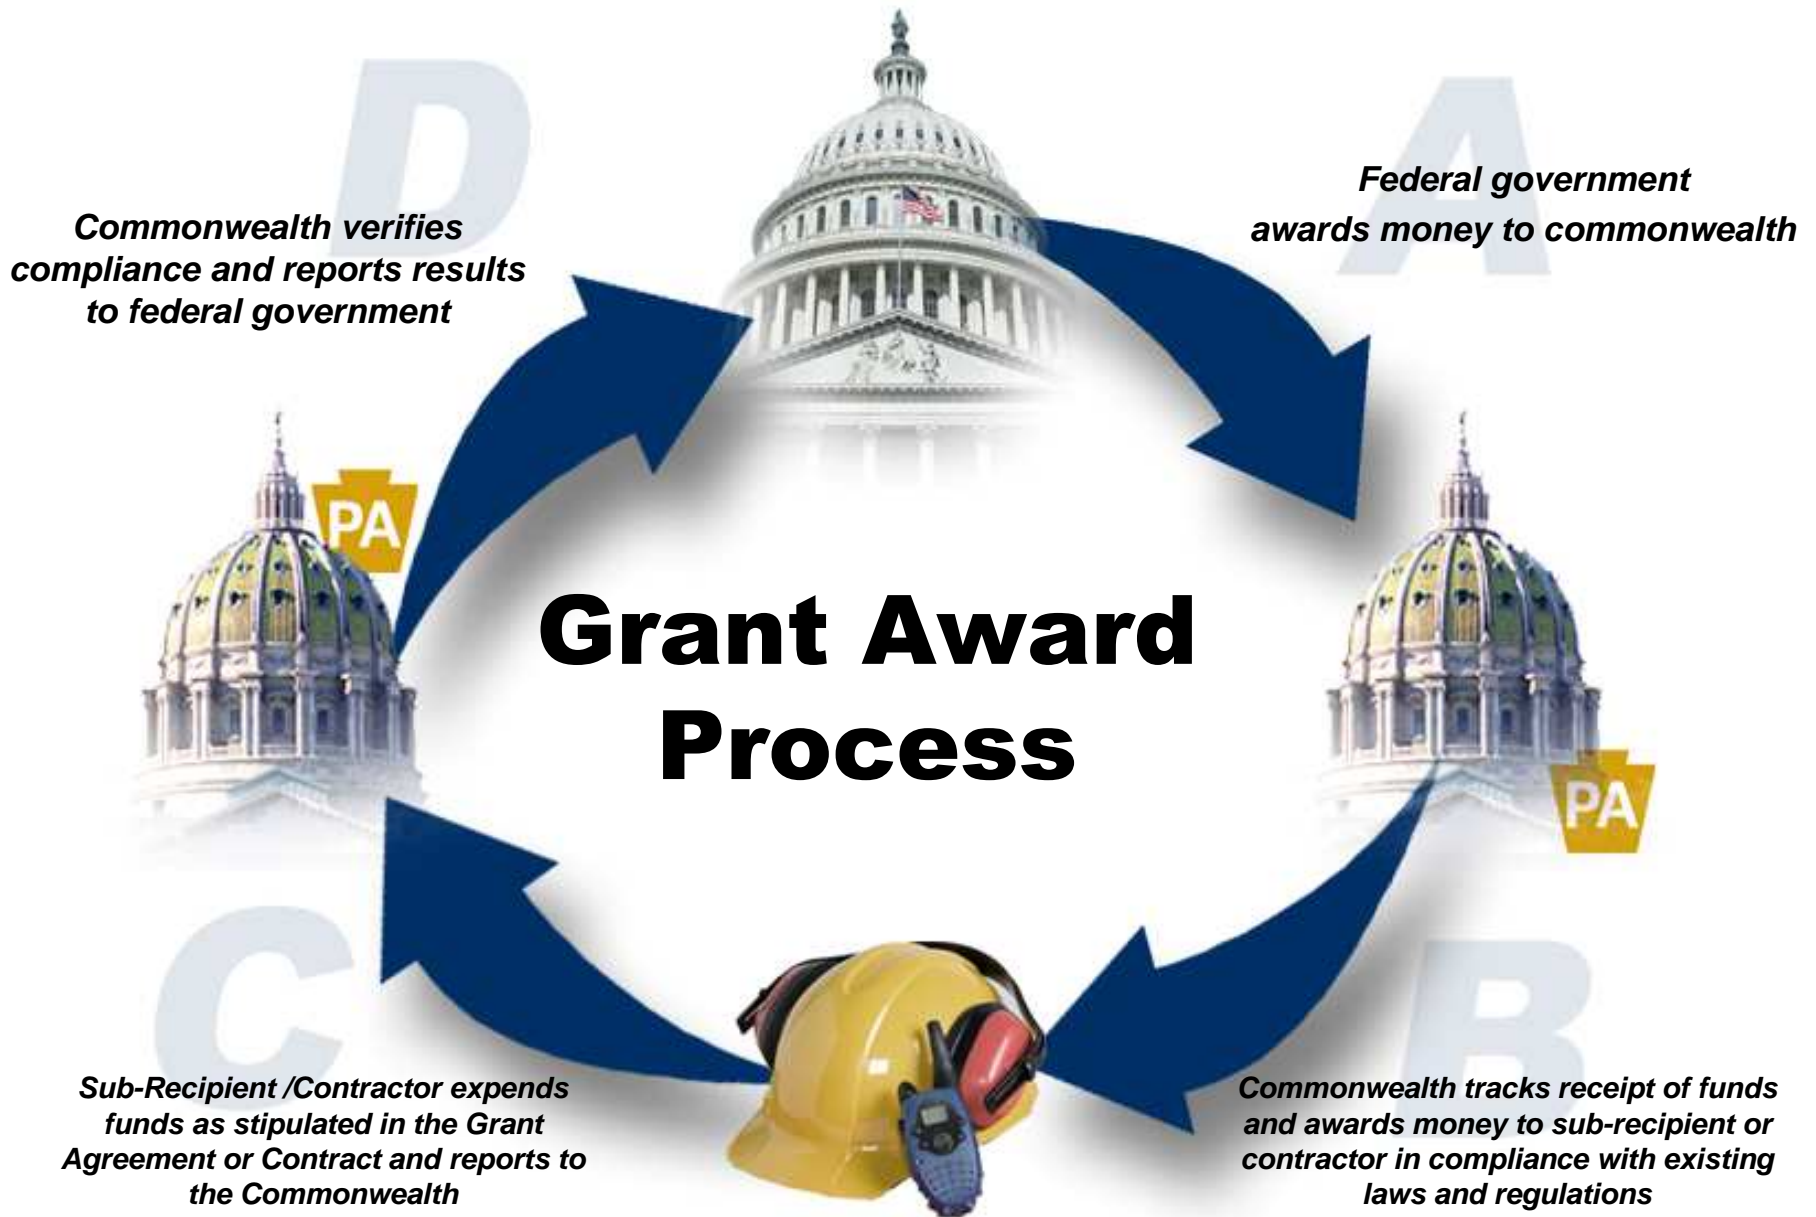 Grant Award
Process
A
Federal government
awards money to commonwealth
PA
B
Commonwealth tracks receipt of funds
and awards money to sub-recipient or
contractor in compliance with existing
laws and regulations
C
Sub-Recipient /Contractor expends
funds as stipulated in the Grant
Agreement or Contract and reports to
the Commonwealth
PA
D
Commonwealth verifies
compliance and reports results
to federal government